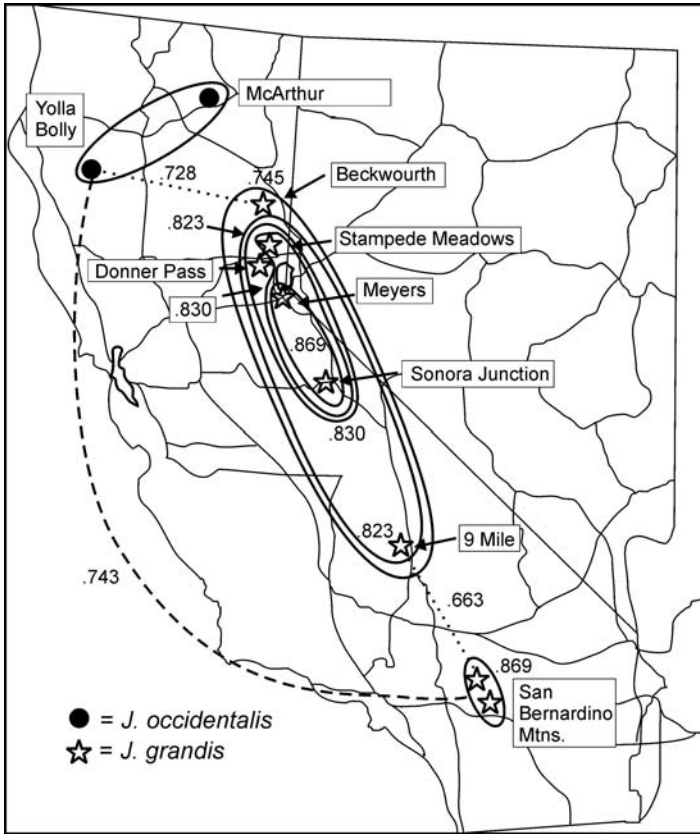 McArthur
Yolla
Bolly
.728
.745
Beckwourth
.823
Stampede Meadows
Donner Pass
Meyers
.830
.869
Sonora Junction
.830
.823
9 Mile
.743
.663
.869
San
Bernardino
Mtns.
= J. occidentalis
= J. grandis